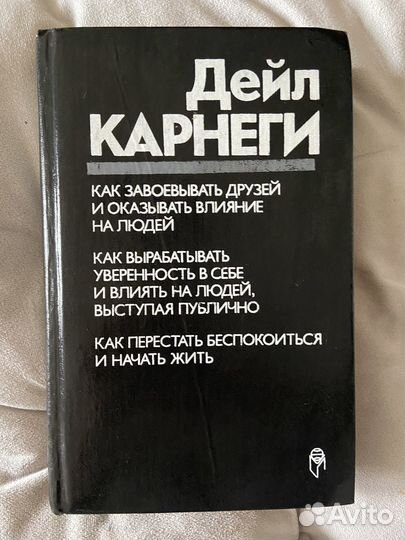 Дейл
КАРНЕГИ
КАК ЗАВОЕВЫВАТЬ ДРУЗЕЙ
И ОКАЗЫВАТЬ ВЛИЯНИЕ
НА ЛЮДЕЙ
КАК ВЫРАБАТЫВАТЬ
УВЕРЕННОСТЬ В СЕБЕ
И ВЛИЯТЬ НА ЛЮДЕЙ,
ВЫСТУПАЯ ПУБЛИЧНО
КАК ПЕРЕСТАТЬ БЕСПОКОИТЬСЯ
И НАЧАТЬ ЖИТЬ
Avito